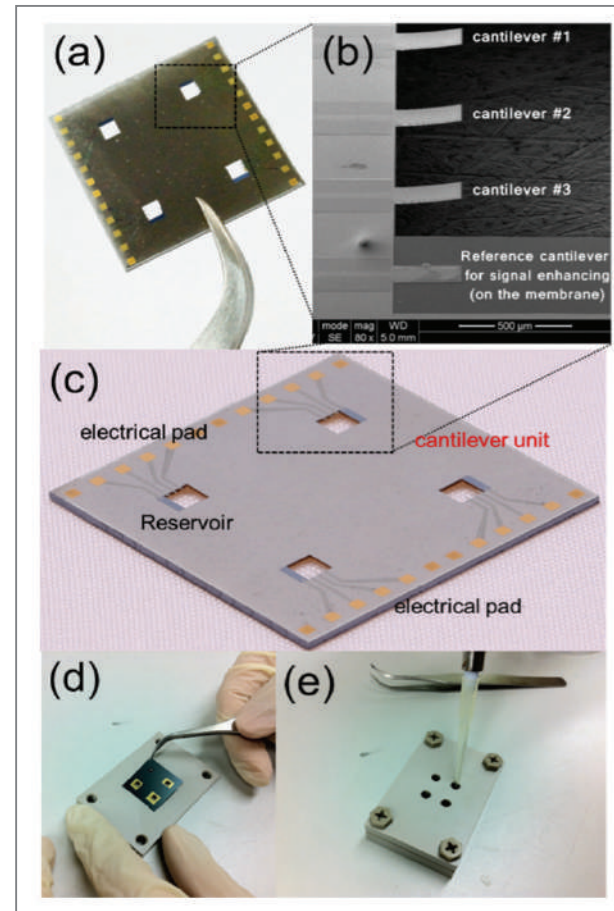 (a)
(b)
cantilever #1
cantilever #2
cantilever #3
Reference cantilever
for signal enhancing
(on the membrane)
mode mag WD
SE 80 x 5.0 mm
500 µm
(c)
electrical pad
cantilever unit
Reservoir
electrical pad
(d)
(e)